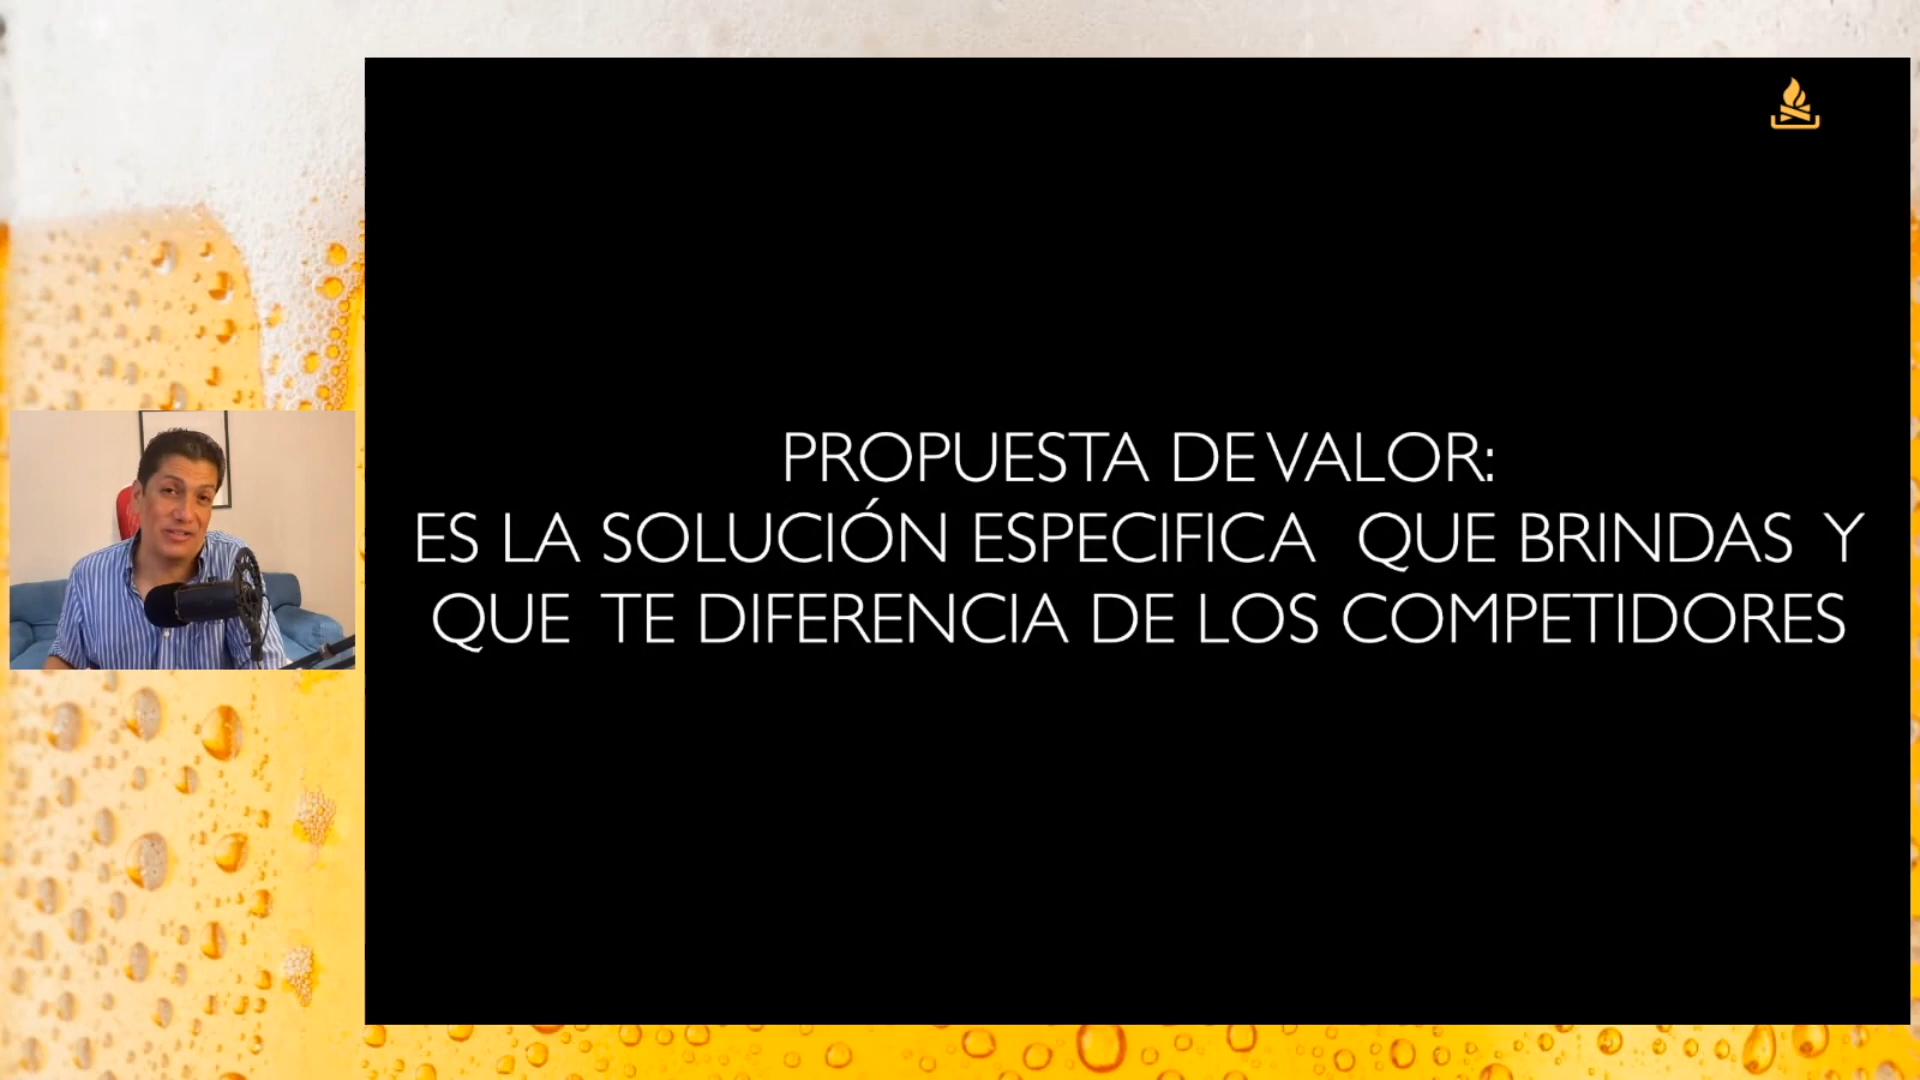 PROPUESTA DE VALOR:
ES LA SOLUCIÓN ESPECIFICA QUE BRINDAS Y
QUE TE DIFERENCIA DE LOS COMPETIDORES